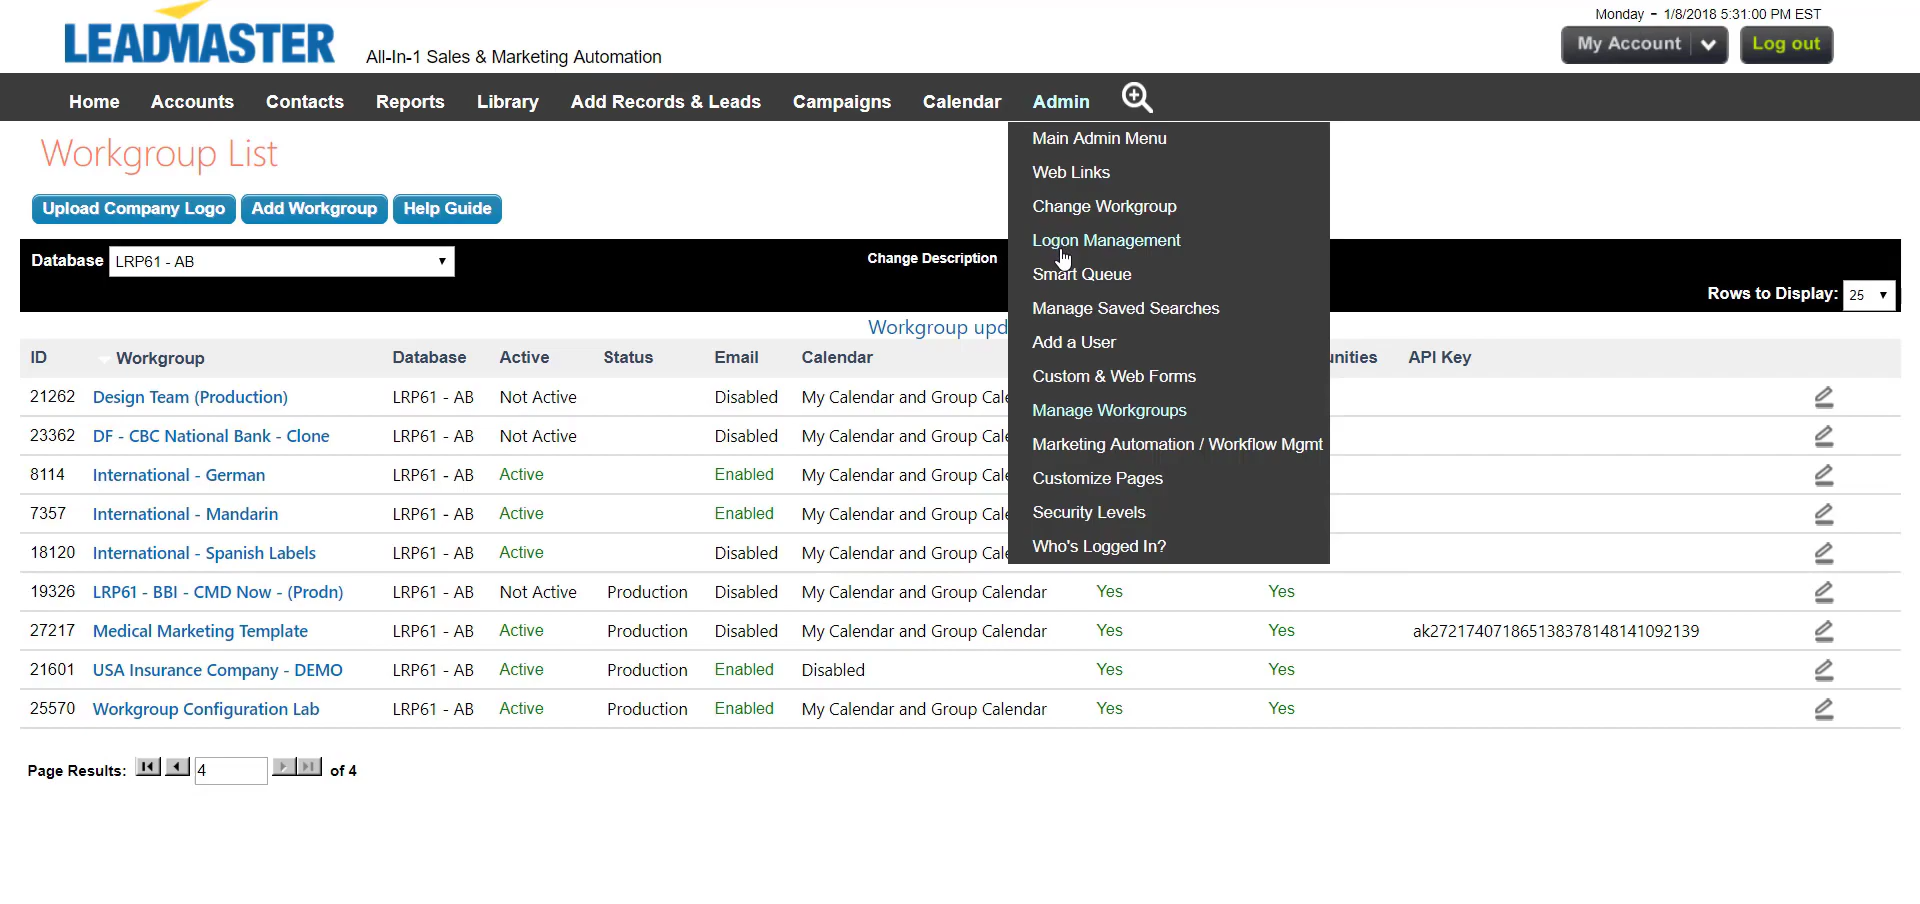 Monday - 1/8/2018 5:31:00 PM EST
LEADMASTER
All-In-1 Sales & Marketing Automation
My Account
Log out
Home Accounts Contacts Reports Library Add Records & Leads Campaigns Calendar Admin
Main Admin Menu
Web Links
Change Workgroup
Logon Management
Smart Queue
Manage Saved Searches
Add a User
Custom & Web Forms
Manage Workgroups
Marketing Automation / Workflow Mgmt
Customize Pages
Security Levels
Who's Logged In?
Workgroup List
Upload Company Logo Add Workgroup Help Guide
Database LRP61 - AB
Change Description
Rows to Display: 25
Workgroup upd
ID Workgroup Database Active Status Email Calendar unities API Key
21262 Design Team (Production) LRP61 - AB Not Active Disabled My Calendar and Group Cale
23362 DF - CBC National Bank - Clone LRP61 - AB Not Active Disabled My Calendar and Group Cale
8114 International - German LRP61 - AB Active Enabled My Calendar and Group Cale
7357 International - Mandarin LRP61 - AB Active Enabled My Calendar and Group Cale
18120 International - Spanish Labels LRP61 - AB Active Disabled My Calendar and Group Cale
19326 LRP61 - BBI - CMD Now - (Prodn) LRP61 - AB Not Active Production Disabled My Calendar and Group Calendar Yes Yes
27217 Medical Marketing Template LRP61 - AB Active Production Disabled My Calendar and Group Calendar Yes Yes ak272174071865138378148141092139
21601 USA Insurance Company - DEMO LRP61 - AB Active Production Enabled Disabled Yes Yes
25570 Workgroup Configuration Lab LRP61 - AB Active Production Enabled My Calendar and Group Calendar Yes Yes
Page Results: 4 of 4